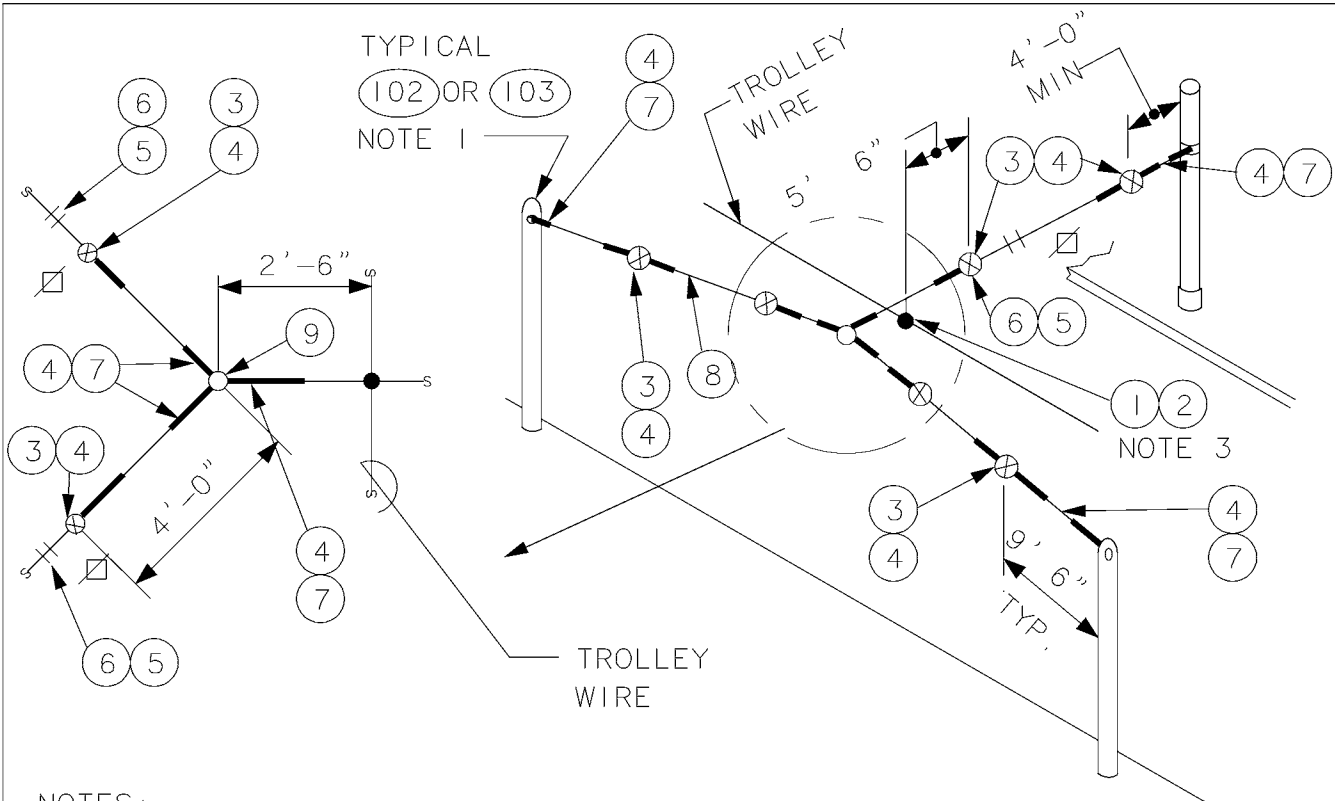 TYPICAL
102 OR 103
NOTE 1
4
7
TROLLEY
WIRE
4'-0"
MIN
6
5
3
4
5' 6"
3 4
4 7
2'-6"
9
4 7
6 5
3
4
8
1 2
NOTE 3
3 4
4'-0"
4
7
3
4
4
7
9' 6"
TYP.
6 5
TROLLEY
WIRE
S
S
S
S
S
NOTES: